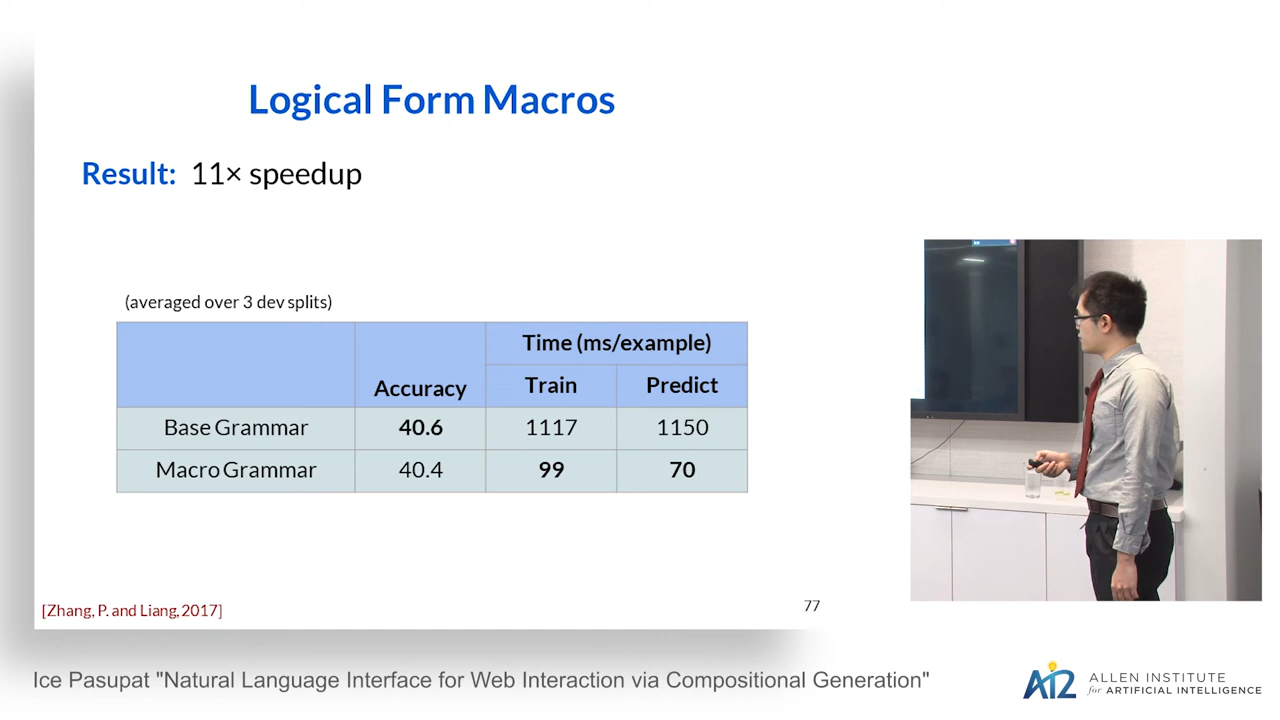 Logical Form Macros
Result: 11× speedup
(averaged over 3 dev splits)
Time (ms/example)
Accuracy Train Predict
Base Grammar 40.6 1117 1150
Macro Grammar 40.4 99 70
[Zhang, P. and Liang, 2017]
77
Ice Pasupat "Natural Language Interface for Web Interaction via Compositional Generation"
AI2
ALLEN INSTITUTE
for ARTIFICIAL INTELLIGENCE